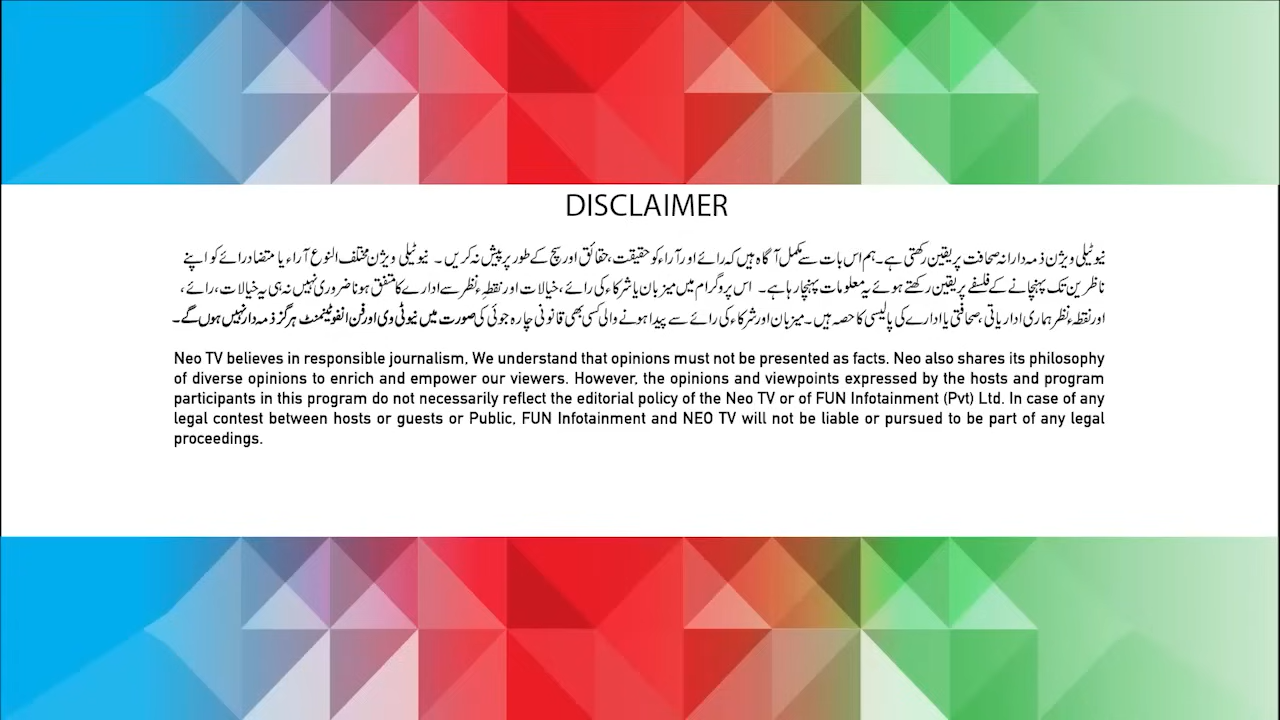 DISCLAIMER
نیو ٹیلی ویژن ذمہ دارانہ صحافت پر یقین رکھتی ہے۔ ہم اس بات سے مکمل آگاہ ہیں کہ رائے اور آراء کو حقیقت، حقائق اور سچ کے طور پر پیش نہ کریں ۔ نیو ٹیلی ویژن مختلف النوع آراء یا متضاد رائے کو اپنے
ناظرین تک پہنچانے کے فلسفے پر یقین رکھتے ہوئے یہ معلومات پہنچا رہا ہے۔ اس پروگرام میں میزبان یا شرکاء کی رائے، خیالات اور نقطہء نظر سے ادارے کا متفق ہونا ضروری نہیں نہ ہی یہ خیالات، رائے،
اور نقطہء نظر ہماری ادارتی، صحافتی یا ادارے کی پالیسی کا حصہ ہیں ۔ میزبان اور شرکاء کی رائے سے پیدا ہونے والی کسی بھی قانونی چارہ جوئی کی صورت میں نیو ٹی وی اور فن انفوٹینمنٹ ہرگز ذمہ دار نہیں ہوں گے۔
Neo TV believes in responsible journalism, We understand that opinions must not be presented as facts. Neo also shares its philosophy
of diverse opinions to enrich and empower our viewers. However, the opinions and viewpoints expressed by the hosts and program
participants in this program do not necessarily reflect the editorial policy of the Neo TV or of FUN Infotainment (Pvt) Ltd. In case of any
legal contest between hosts or guests or Public, FUN Infotainment and NEO TV will not be liable or pursued to be part of any legal
proceedings.